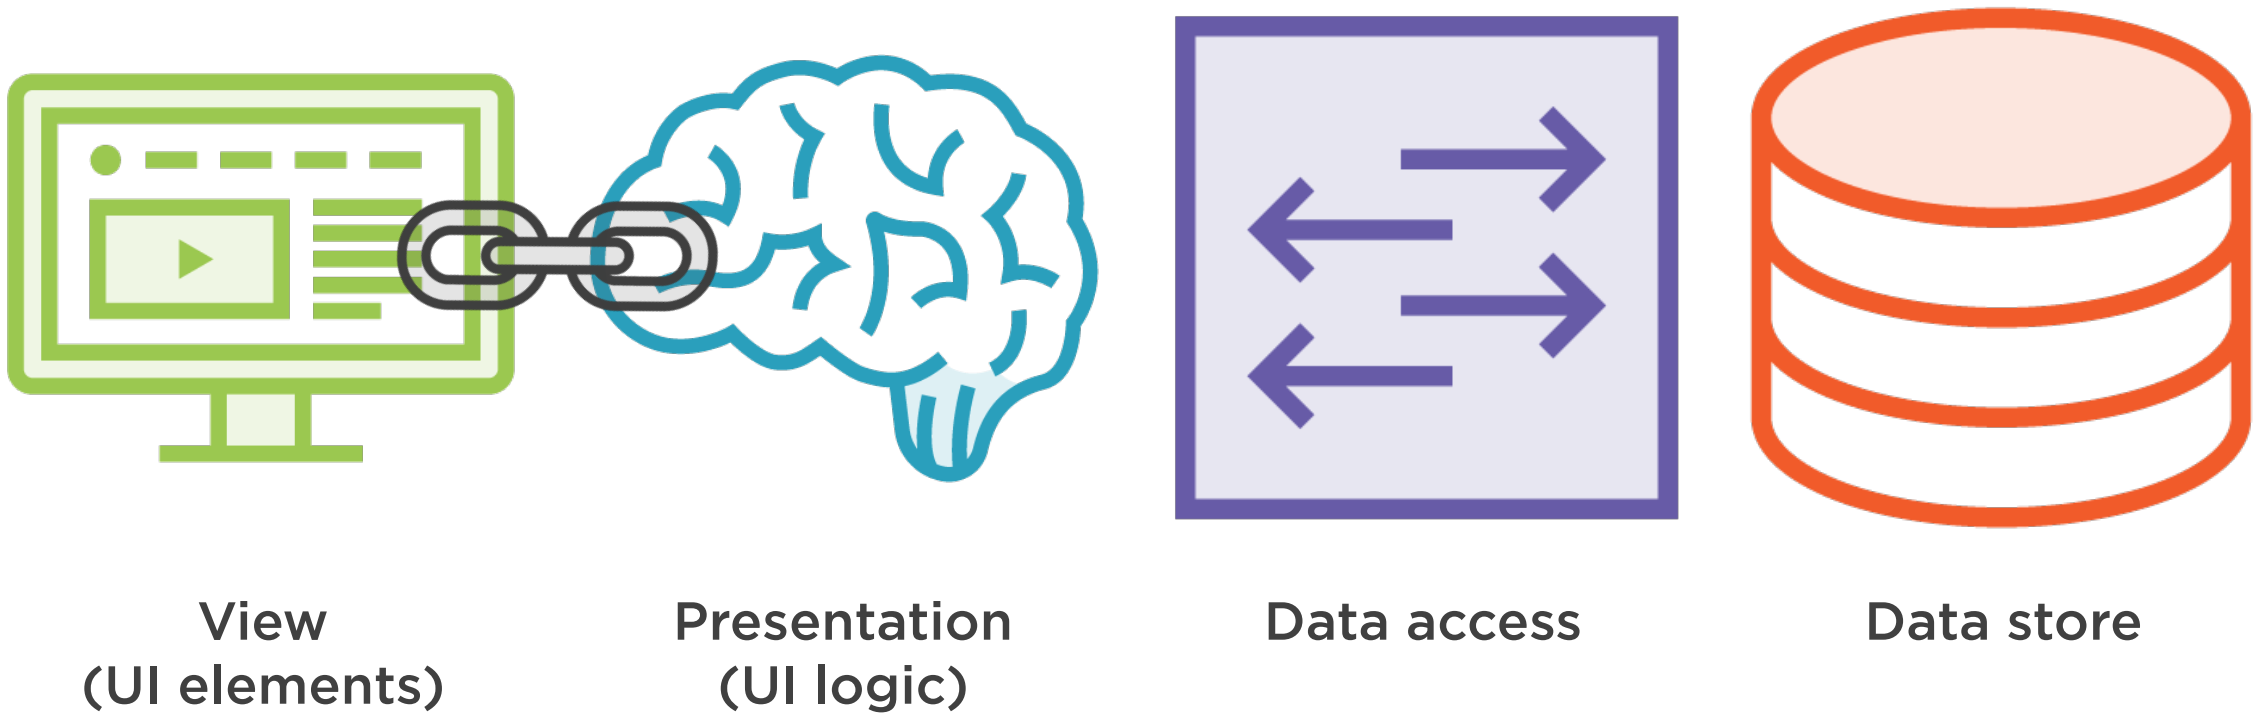 View
(UI elements)
Presentation
(UI logic)
Data access
Data store